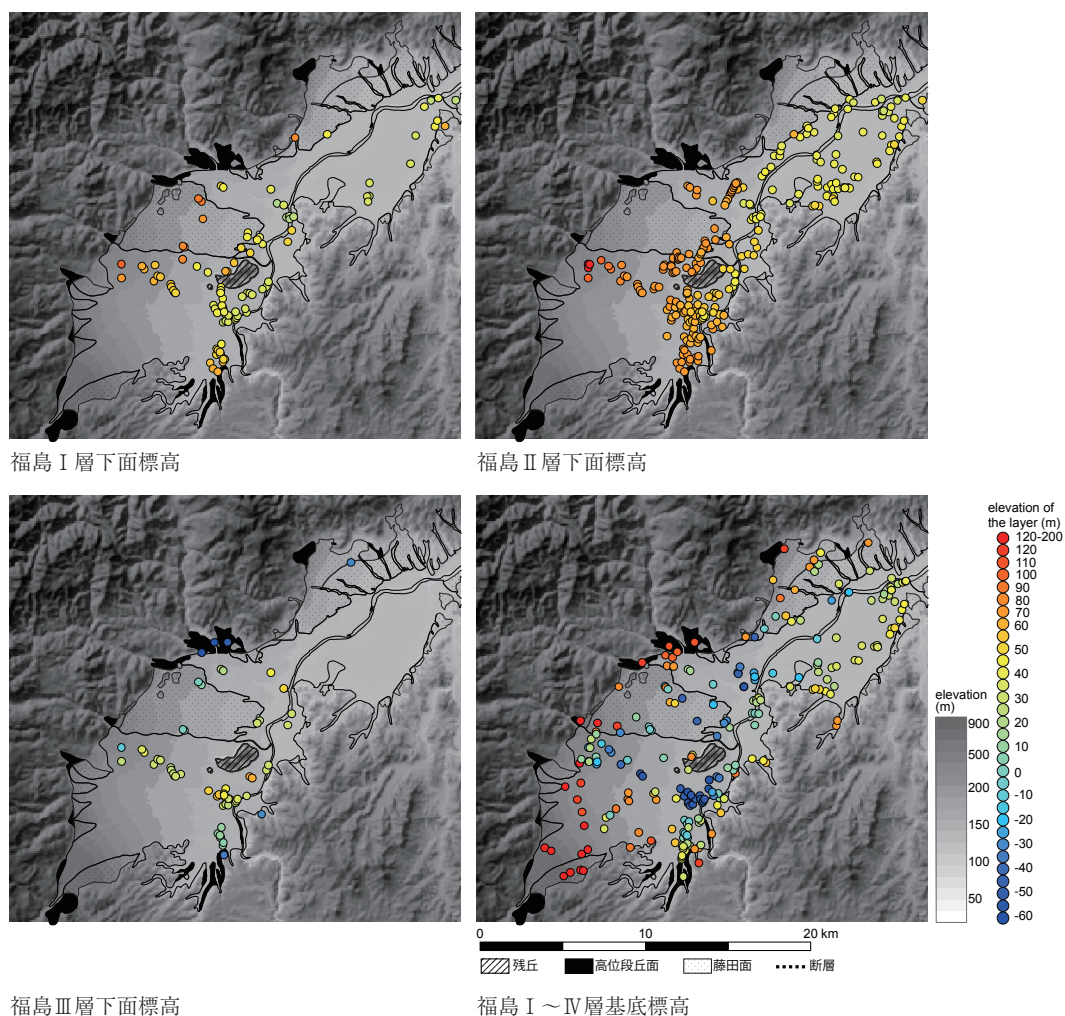 福島Ⅰ層下面標高
福島Ⅱ層下面標高
福島Ⅲ層下面標高
福島Ⅰ～Ⅳ層基底標高
elevation of
the layer (m)
120-200
120
110
100
90
80
70
60
50
40
30
20
10
0
-10
-20
-30
-40
-50
-60
elevation
(m)
900
500
200
150
100
50
0 10 20 km
残丘 高位段丘面 藤田面 断層